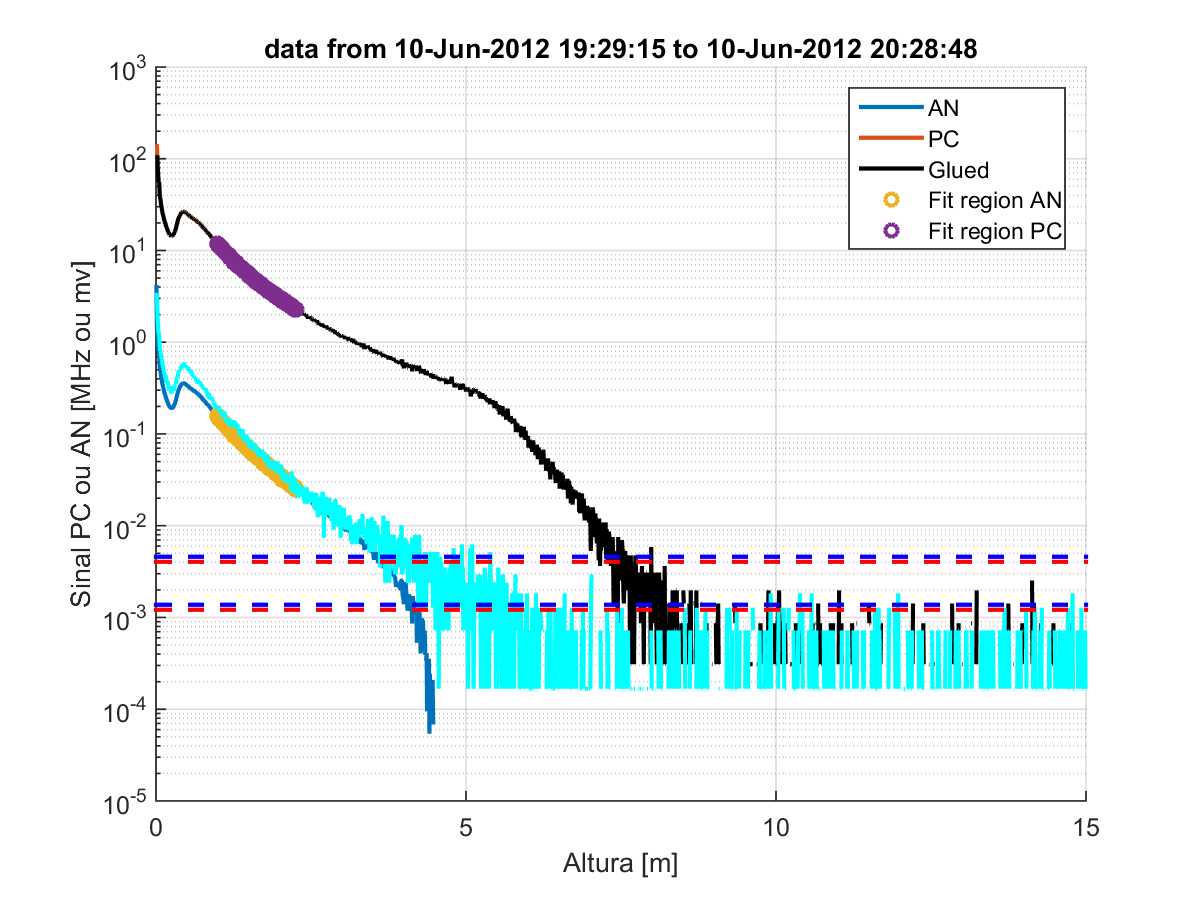 data from 10-Jun-2012 19:29:15 to 10-Jun-2012 20:28:48
AN
PC
Glued
Fit region AN
Fit region PC
Sinal PC ou AN [MHz ou mv]
10^3
10^2
10^1
10^0
10^-1
10^-2
10^-3
10^-4
10^-5
0 5 10 15
Altura [m]